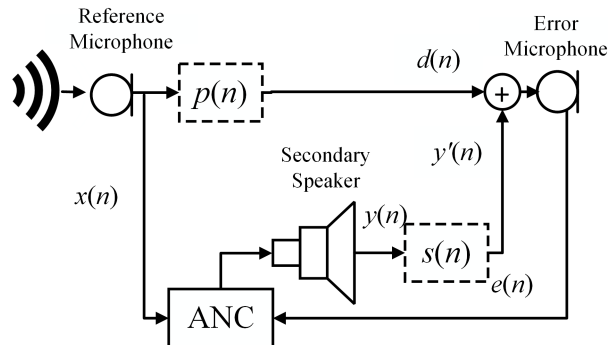 Reference
Microphone
Error
Microphone
p(n)
d(n)
+
y'(n)
Secondary
Speaker
x(n)
y(n)
s(n)
e(n)
ANC